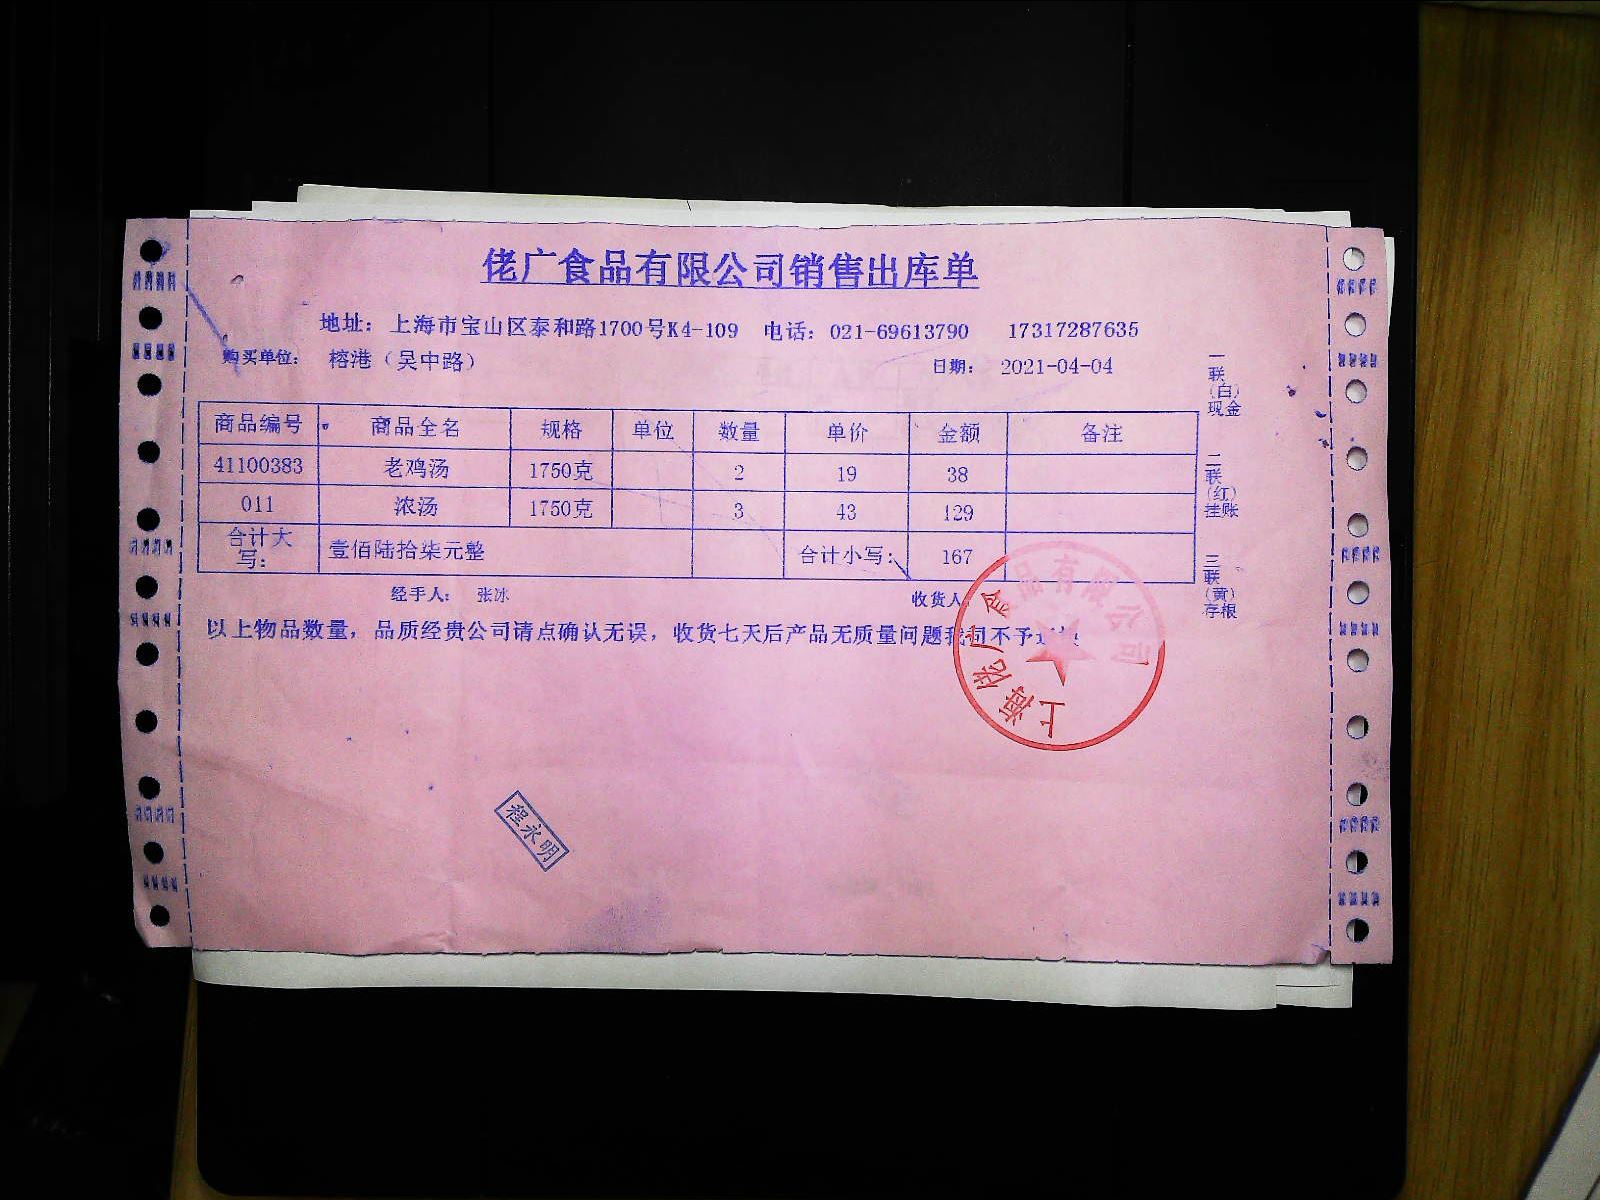 佬广食品有限公司销售出库单
地址： 上海市宝山区泰和路1700号K4-109 电话：021-69613790 17317287635
购买单位： 榕港（吴中路） 日期： 2021-04-04
商品编号 商品全名 规格 单位 数量 单价 金额 备注
41100383 老鸡汤 1750克 2 19 38
011 浓汤 1750克 3 43 129
合计大写： 壹佰陆拾柒元整 合计小写： 167
经手人： 张冰 收货人
以上物品数量，品质经贵公司请点确认无误，收货七天后产品无质量问题我司不予
一联（白）现金
二联（红）挂账
三联（黄）存根
上海佬广食品有限公司
程永明